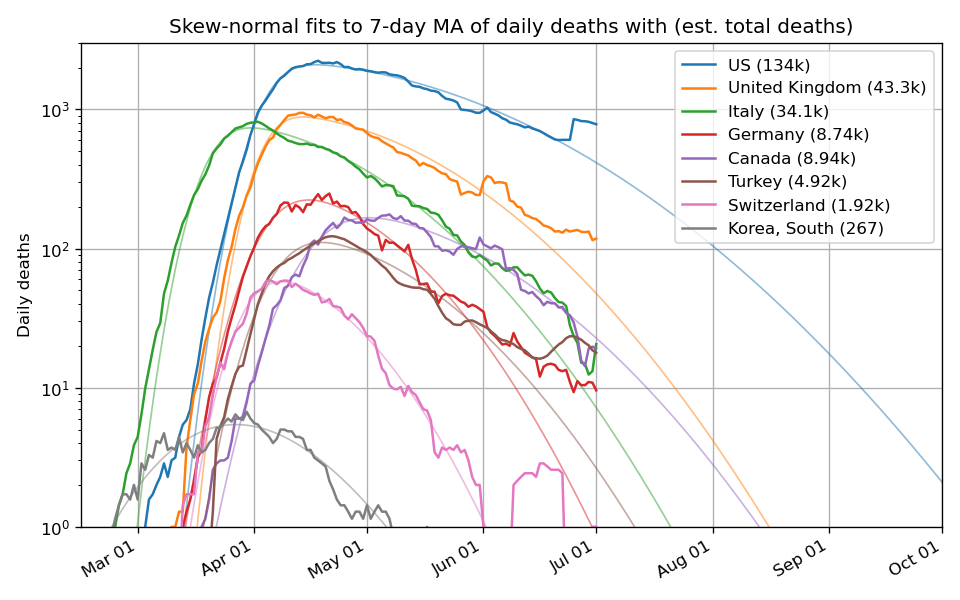 Skew-normal fits to 7-day MA of daily deaths with (est. total deaths)
Daily deaths
10³
10²
10¹
10⁰
US (134k)
United Kingdom (43.3k)
Italy (34.1k)
Germany (8.74k)
Canada (8.94k)
Turkey (4.92k)
Switzerland (1.92k)
Korea, South (267)
Mar 01
Apr 01
May 01
Jun 01
Jul 01
Aug 01
Sep 01
Oct 01